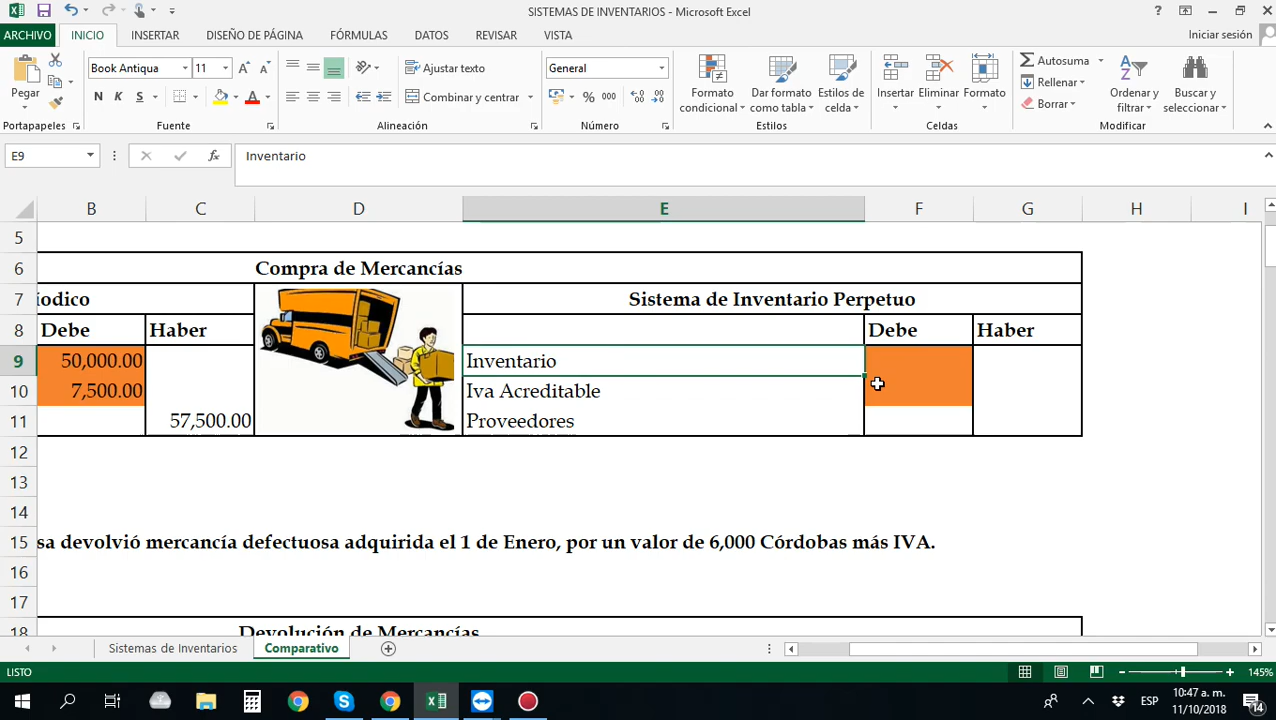 SISTEMAS DE INVENTARIOS - Microsoft Excel
ARCHIVO INICIO INSERTAR DISEÑO DE PÁGINA FÓRMULAS DATOS REVISAR VISTA Iniciar sesión
Pegar
Portapapeles
Book Antiqua 11
N K S
Fuente
Ajustar texto
Combinar y centrar
Alineación
General
% 000
Número
Formato condicional
Dar formato como tabla
Estilos de celda
Estilos
Insertar Eliminar Formato
Celdas
Autosuma
Rellenar
Borrar
Ordenar y filtrar
Buscar y seleccionar
Modificar
E9 fx Inventario
B C D E F G H I
5
6 Compra de Mercancías
7 íodico Sistema de Inventario Perpetuo
8 Debe Haber Debe Haber
9 50,000.00 Inventario
10 7,500.00 Iva Acreditable
11 57,500.00 Proveedores
12
13
14
15 sa devolvió mercancía defectuosa adquirida el 1 de Enero, por un valor de 6,000 Córdobas más IVA.
16
17
18 Devolución de Mercancías
Sistemas de Inventarios Comparativo
LISTO 145%
ESP 10:47 a. m.
11/10/2018 14